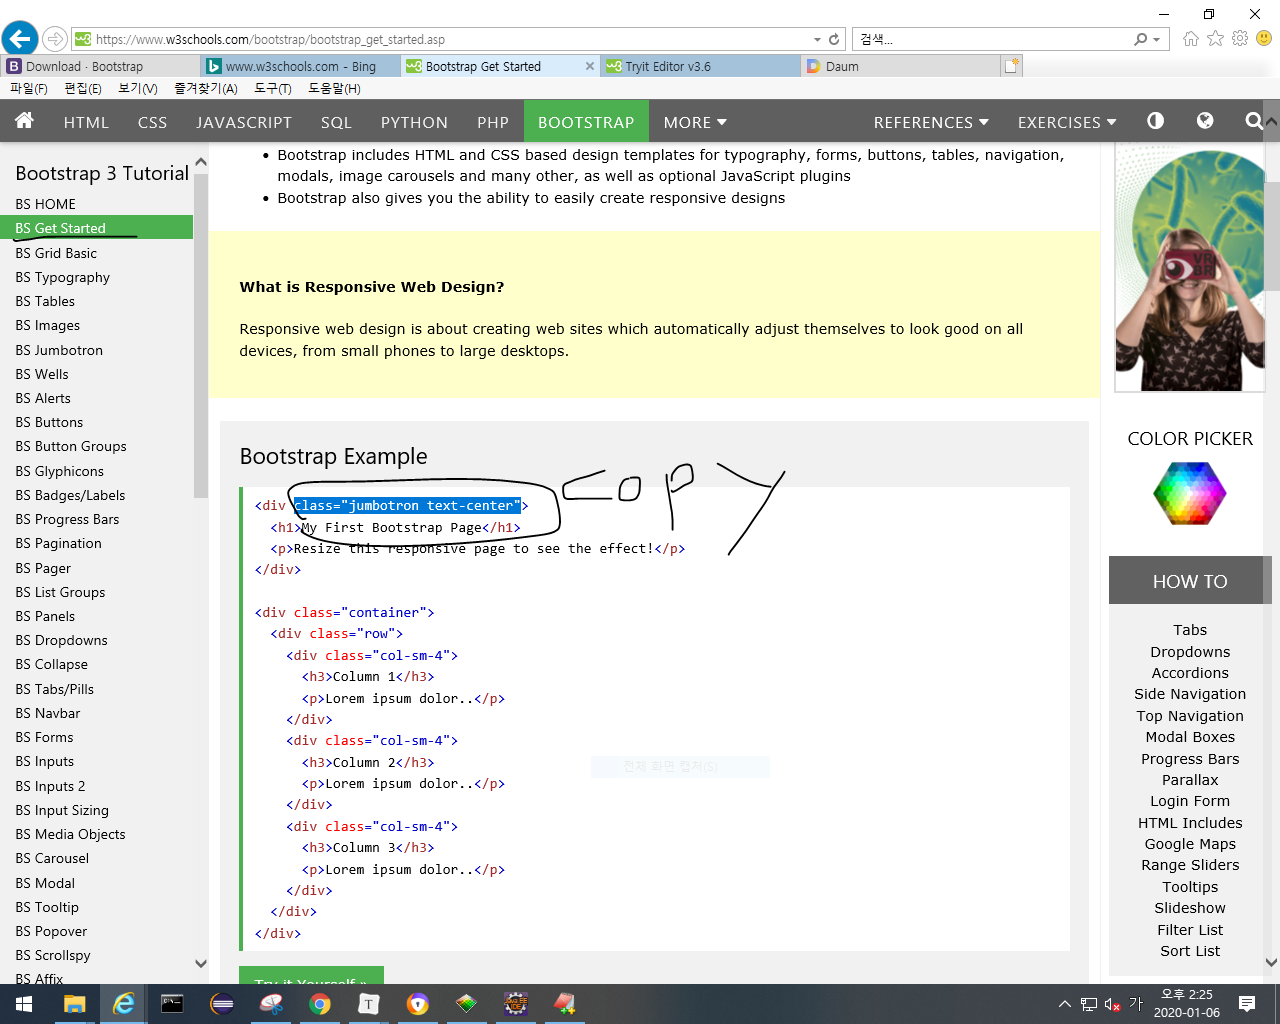 https://www.w3schools.com/bootstrap/bootstrap_get_started.asp
검색...
Download · Bootstrap
www.w3schools.com - Bing
Bootstrap Get Started
Tryit Editor v3.6
Daum
파일(F) 편집(E) 보기(V) 즐겨찾기(A) 도구(T) 도움말(H)
HTML CSS JAVASCRIPT SQL PYTHON PHP BOOTSTRAP MORE REFERENCES EXERCISES
Bootstrap 3 Tutorial
BS HOME
BS Get Started
BS Grid Basic
BS Typography
BS Tables
BS Images
BS Jumbotron
BS Wells
BS Alerts
BS Buttons
BS Button Groups
BS Glyphicons
BS Badges/Labels
BS Progress Bars
BS Pagination
BS Pager
BS List Groups
BS Panels
BS Dropdowns
BS Collapse
BS Tabs/Pills
BS Navbar
BS Forms
BS Inputs
BS Inputs 2
BS Input Sizing
BS Media Objects
BS Carousel
BS Modal
BS Tooltip
BS Popover
BS Scrollspy
BS Affix
• Bootstrap includes HTML and CSS based design templates for typography, forms, buttons, tables, navigation,
modals, image carousels and many other, as well as optional JavaScript plugins
• Bootstrap also gives you the ability to easily create responsive designs
What is Responsive Web Design?
Responsive web design is about creating web sites which automatically adjust themselves to look good on all
devices, from small phones to large desktops.
Bootstrap Example
copy
<div class="jumbotron text-center">
<h1>My First Bootstrap Page</h1>
<p>Resize this responsive page to see the effect!</p>
</div>
<div class="container">
<div class="row">
<div class="col-sm-4">
<h3>Column 1</h3>
<p>Lorem ipsum dolor..</p>
</div>
<div class="col-sm-4">
<h3>Column 2</h3>
<p>Lorem ipsum dolor..</p>
</div>
<div class="col-sm-4">
<h3>Column 3</h3>
<p>Lorem ipsum dolor..</p>
</div>
</div>
</div>
전체 화면 캡처(S)
Try it Yourself »
VR
BR
COLOR PICKER
HOW TO
Tabs
Dropdowns
Accordions
Side Navigation
Top Navigation
Modal Boxes
Progress Bars
Parallax
Login Form
HTML Includes
Google Maps
Range Sliders
Tooltips
Slideshow
Filter List
Sort List
가
오후 2:25
2020-01-06